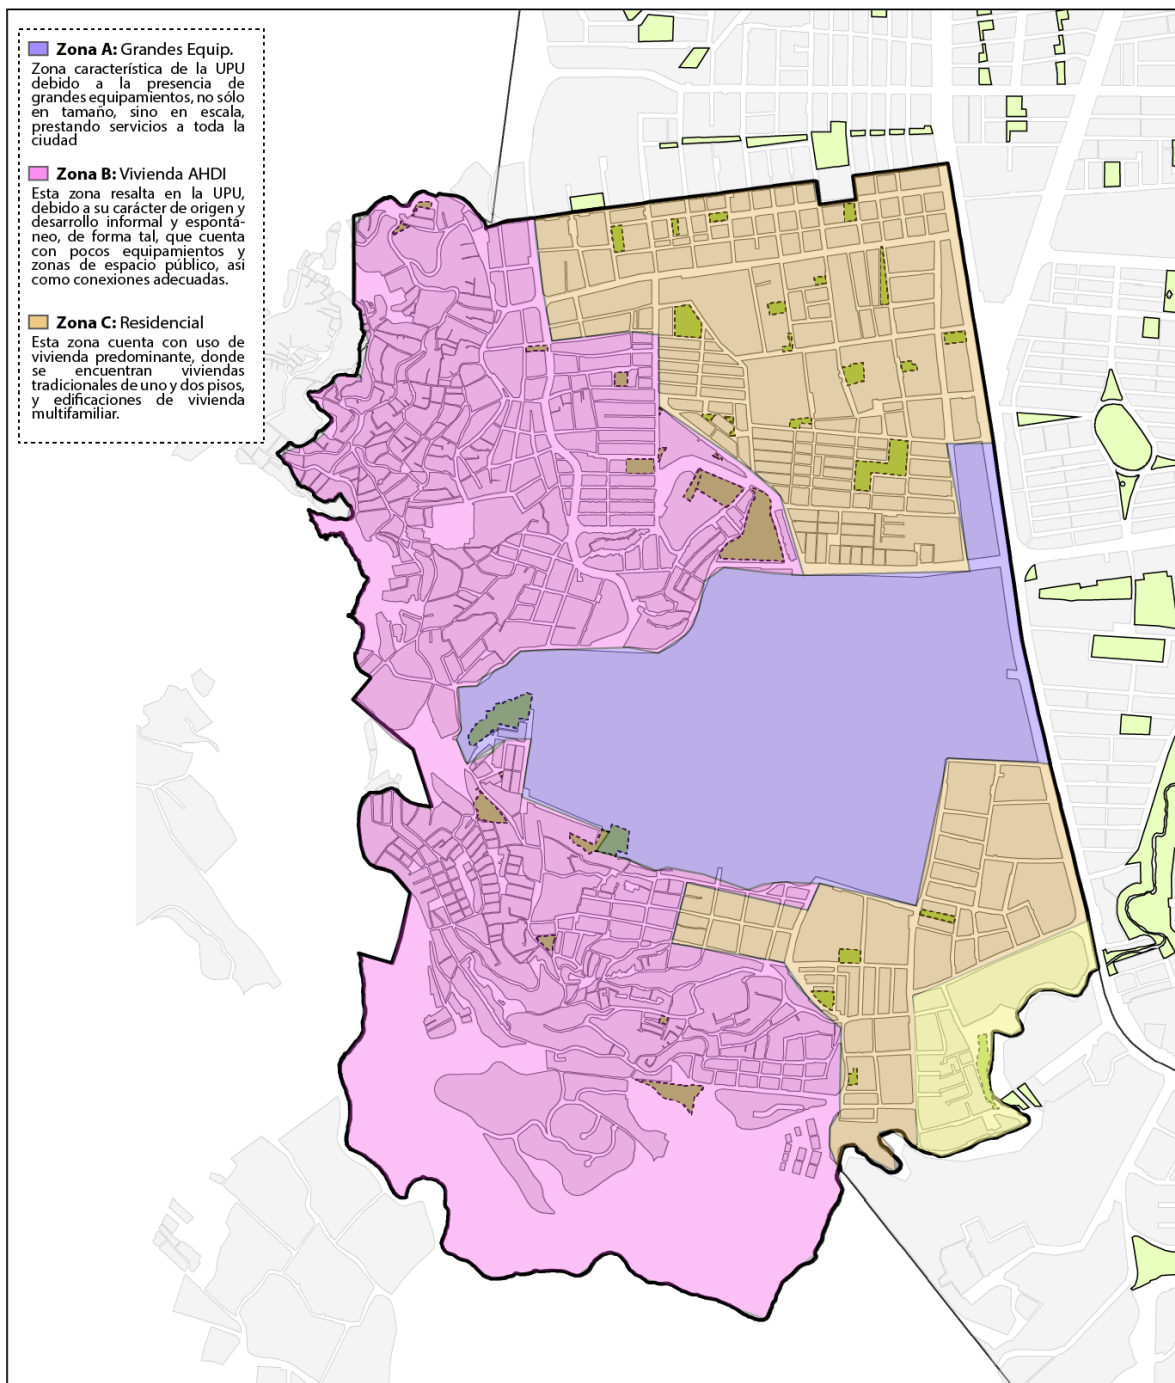 Zona A: Grandes Equip.
Zona característica de la UPU
debido a la presencia de
grandes equipamientos, no sólo
en tamaño, sino en escala,
prestando servicios a toda la
ciudad
Zona B: Vivienda AHDI
Esta zona resalta en la UPU,
debido a su carácter de origen y
desarrollo informal y espontá-
neo, de forma tal, que cuenta
con pocos equipamientos y
zonas de espacio público, asi
como conexiones adecuadas.
Zona C: Residencial
Esta zona cuenta con uso de
vivienda predominante, donde
se encuentran viviendas
tradicionales de uno y dos pisos,
y edificaciones de vivienda
multifamiliar.